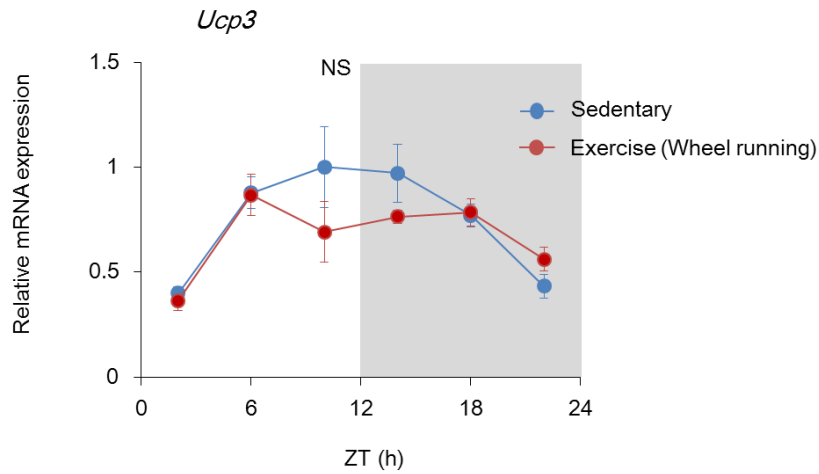 Ucp3
1.5
NS
Sedentary
Exercise (Wheel running)
1
0.5
0
Relative mRNA expression
0
6
12
18
24
ZT (h)